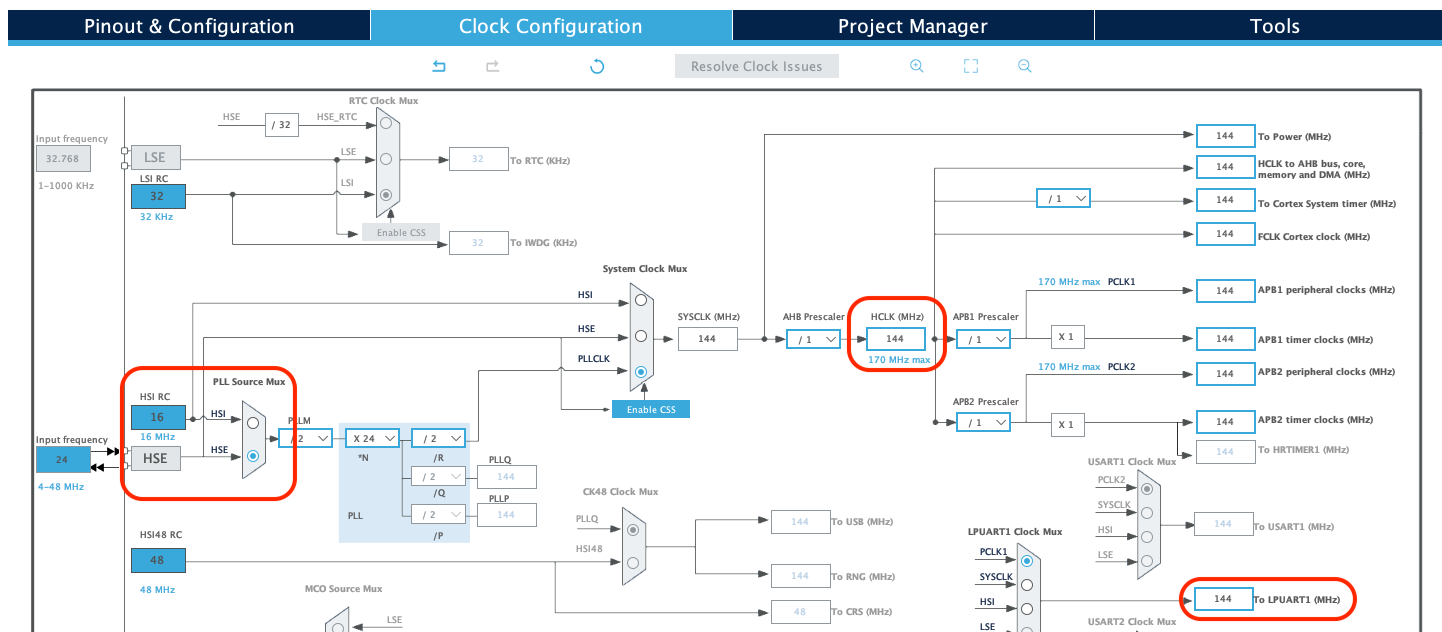 Pinout & Configuration
Clock Configuration
Project Manager
Tools
Resolve Clock Issues
RTC Clock Mux
HSE
/ 32
HSE_RTC
Input frequency
32.768
1-1000 KHz
LSE
LSI RC
32
32 KHz
LSE
LSI
32
To RTC (KHz)
Enable CSS
32
To IWDG (KHz)
144
To Power (MHz)
144
HCLK to AHB bus, core,
memory and DMA (MHz)
/ 1
144
To Cortex System timer (MHz)
144
FCLK Cortex clock (MHz)
System Clock Mux
HSI
HSE
PLLCLK
Enable CSS
SYSCLK (MHz)
144
AHB Prescaler
/ 1
HCLK (MHz)
144
170 MHz max
APB1 Prescaler
/ 1
170 MHz max
PCLK1
144
APB1 peripheral clocks (MHz)
X 1
144
APB1 timer clocks (MHz)
170 MHz max
PCLK2
144
APB2 peripheral clocks (MHz)
APB2 Prescaler
/ 1
X 1
144
APB2 timer clocks (MHz)
144
To HRTIMER1 (MHz)
PLL Source Mux
HSI RC
16
16 MHz
HSI
HSE
Input frequency
24
4-48 MHz
HSE
PLLM
/ 2
X 24
*N
/ 2
/R
/ 2
/Q
/ 2
/P
PLL
PLLQ
144
PLLP
144
HSI48 RC
48
48 MHz
CK48 Clock Mux
PLLQ
HSI48
144
To USB (MHz)
144
To RNG (MHz)
48
To CRS (MHz)
MCO Source Mux
LSE
USART1 Clock Mux
PCLK2
SYSCLK
HSI
LSE
144
To USART1 (MHz)
LPUART1 Clock Mux
PCLK1
SYSCLK
HSI
LSE
144
To LPUART1 (MHz)
USART2 Clock Mux